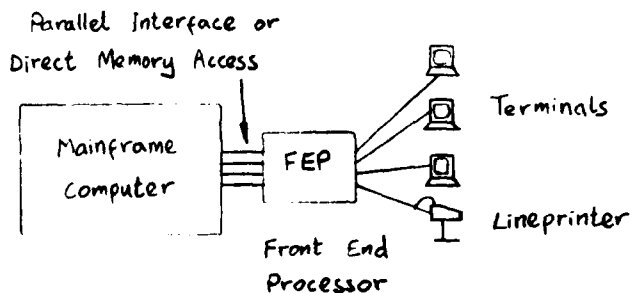 Parallel Interface or
Direct Memory Access
Mainframe
Computer
FEP
Terminals
Lineprinter
Front End
Processor